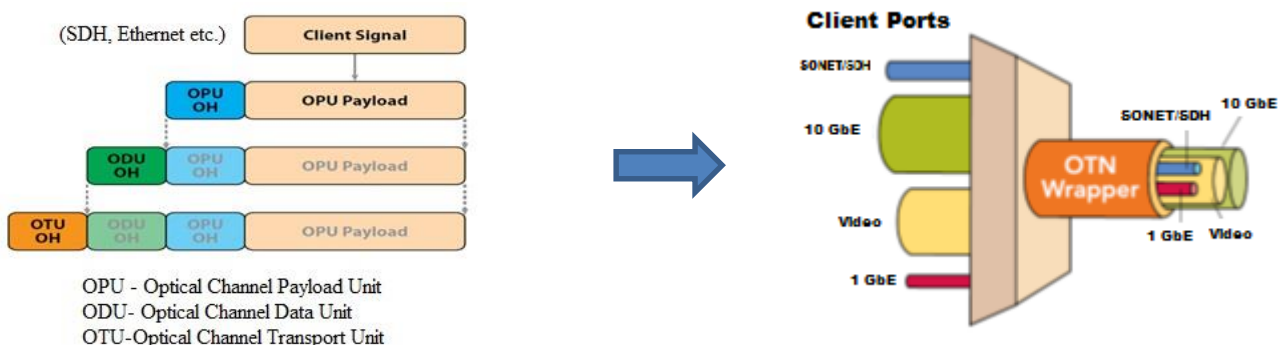 (SDH, Ethernet etc.)
Client Signal
OPU
OH
OPU Payload
ODU
OH
OPU
OH
OPU Payload
OTU
OH
ODU
OH
OPU
OH
OPU Payload
OPU - Optical Channel Payload Unit
ODU- Optical Channel Data Unit
OTU-Optical Channel Transport Unit
Client Ports
SONET/SDH
10 GbE
Video
1 GbE
OTN
Wrapper
SONET/SDH
10 GbE
1 GbE
Video